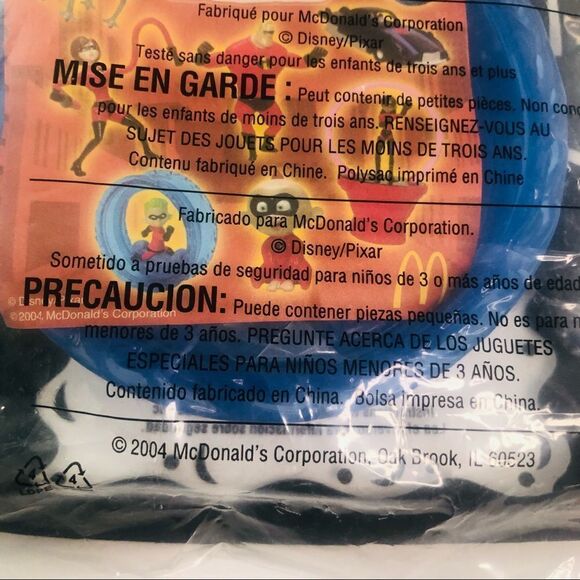 Fabriqué pour McDonald's Corporation
© Disney/Pixar
Testé sans danger pour les enfants de trois ans et plus
MISE EN GARDE : Peut contenir de petites pièces. Non
pour les enfants de moins de trois ans. RENSEIGNEZ-VOUS AU
SUJET DES JOUETS POUR LES MOINS DE TROIS ANS.
Contenu fabriqué en Chine. Polysac imprimé en Chine
Fabricado para McDonald's Corporation.
© Disney/Pixar
Sometido a pruebas de seguridad para niños de 3 o más años de edad
© Disney/Pixar
PRECAUCION: Puede contener piezas pequeñas. No es para
© 2004 McDonald's Corporation
menores de 3 años. PREGUNTE ACERCA DE LOS JUGUETES
ESPECIALES PARA NIÑOS MENORES DE 3 AÑOS.
Contenido fabricado en China. Bolsa impresa en China.
© 2004 McDonald's Corporation, Oak Brook, IL 60523
LDPE 4